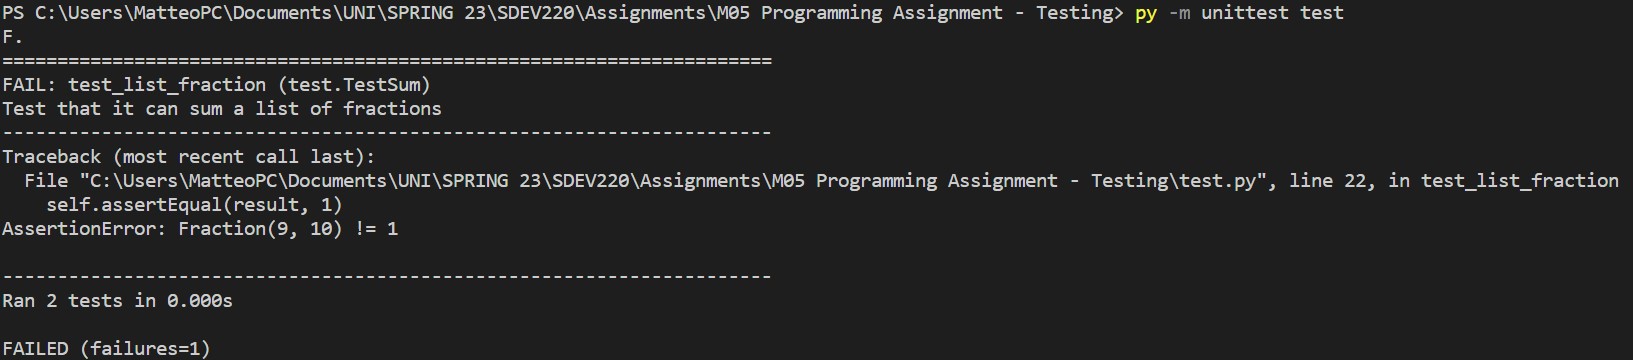 PS C:\Users\MatteoPC\Documents\UNI\SPRING 23\SDEV220\Assignments\M05 Programming Assignment - Testing> py -m unittest test
F.
======================================================================
FAIL: test_list_fraction (test.TestSum)
Test that it can sum a list of fractions
----------------------------------------------------------------------
Traceback (most recent call last):
  File "C:\Users\MatteoPC\Documents\UNI\SPRING 23\SDEV220\Assignments\M05 Programming Assignment - Testing\test.py", line 22, in test_list_fraction
    self.assertEqual(result, 1)
AssertionError: Fraction(9, 10) != 1

----------------------------------------------------------------------
Ran 2 tests in 0.000s

FAILED (failures=1)